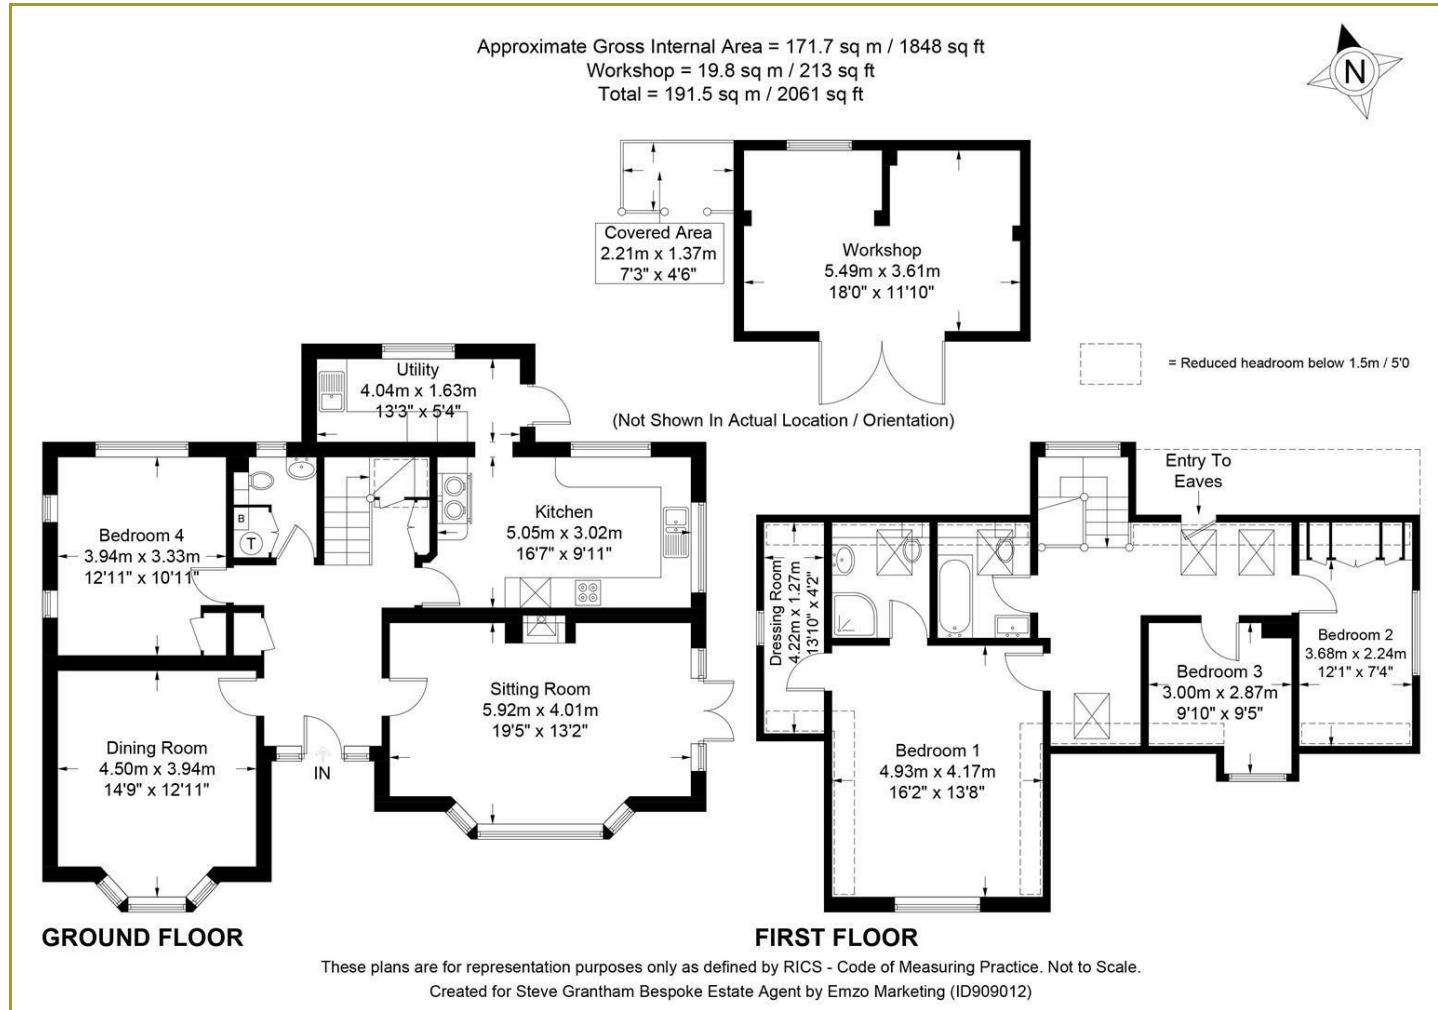 Approximate Gross Internal Area = 171.7 sq m / 1848 sq ft
Workshop = 19.8 sq m / 213 sq ft
Total = 191.5 sq m / 2061 sq ft
N
Covered Area
2.21m x 1.37m
7'3" x 4'6"
Workshop
5.49m x 3.61m
18'0" x 11'10"
= Reduced headroom below 1.5m / 5'0
(Not Shown In Actual Location / Orientation)
Utility
4.04m x 1.63m
13'3" x 5'4"
Bedroom 4
3.94m x 3.33m
12'11" x 10'11"
B
T
Kitchen
5.05m x 3.02m
16'7" x 9'11"
Sitting Room
5.92m x 4.01m
19'5" x 13'2"
Dining Room
4.50m x 3.94m
14'9" x 12'11"
IN
Entry To
Eaves
Dressing Room
4.22m x 1.27m
13'10" x 4'2"
Bedroom 2
3.68m x 2.24m
12'1" x 7'4"
Bedroom 3
3.00m x 2.87m
9'10" x 9'5"
Bedroom 1
4.93m x 4.17m
16'2" x 13'8"
GROUND FLOOR
FIRST FLOOR
These plans are for representation purposes only as defined by RICS - Code of Measuring Practice. Not to Scale.
Created for Steve Grantham Bespoke Estate Agent by Emzo Marketing (ID909012)